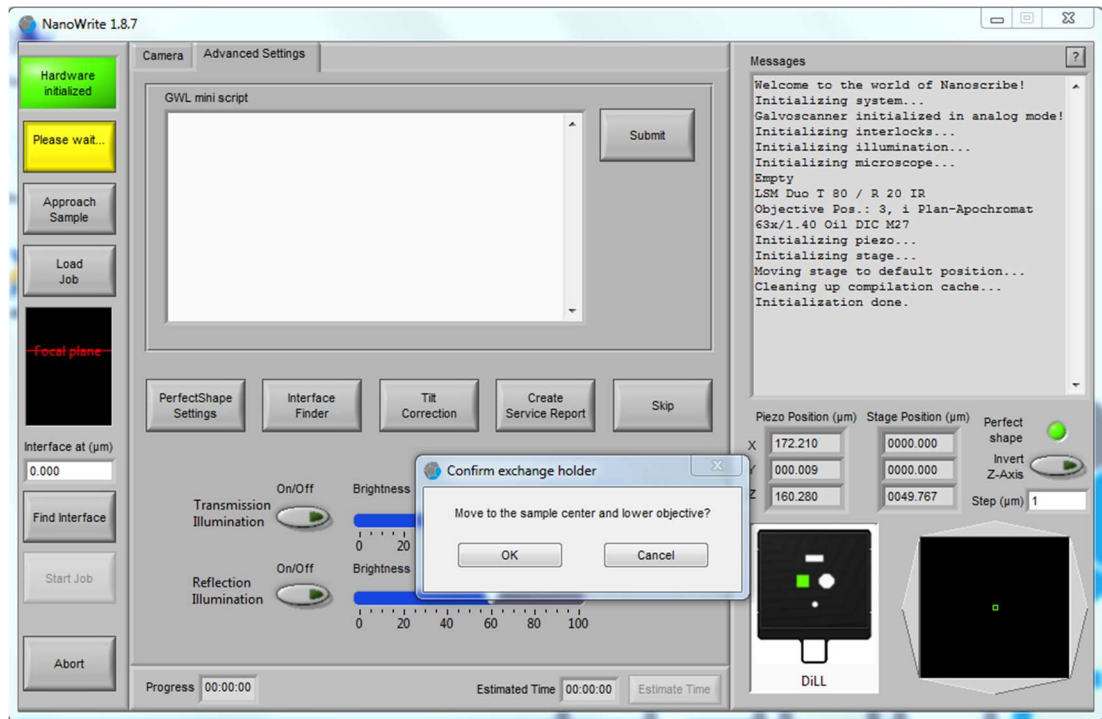 NanoWrite 1.8.7
Hardware
initialized
Please wait...
Approach
Sample
Load
Job
Focal plane
Interface at (µm)
0.000
Find Interface
Start Job
Abort
Camera
Advanced Settings
GWL mini script
Submit
PerfectShape
Settings
Interface
Finder
Tilt
Correction
Create
Service Report
Skip
Transmission
Illumination
On/Off
Brightness
0 20
Reflection
Illumination
On/Off
Brightness
0 20 40 60 80 100
Confirm exchange holder
Move to the sample center and lower objective?
OK
Cancel
Progress 00:00:00
Estimated Time 00:00:00
Estimate Time
Messages
?
Welcome to the world of Nanoscribe!
Initializing system...
Galvoscanner initialized in analog mode!
Initializing interlocks...
Initializing illumination...
Initializing microscope...
Empty
LSM Duo T 80 / R 20 IR
Objective Pos.: 3, i Plan-Apochromat
63x/1.40 Oil DIC M27
Initializing piezo...
Initializing stage...
Moving stage to default position...
Cleaning up compilation cache...
Initialization done.
Piezo Position (µm) Stage Position (µm)
X 172.210 0000.000
Y 000.009 0000.000
Z 160.280 0049.767
Perfect
shape
Invert
Z-Axis
Step (µm) 1
DiLL